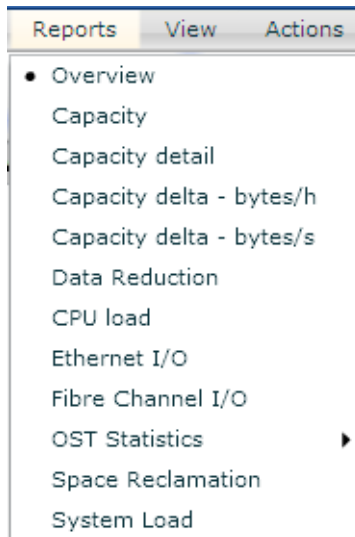 Reports View Actions
Overview
Capacity
Capacity detail
Capacity delta - bytes/h
Capacity delta - bytes/s
Data Reduction
CPU load
Ethernet I/O
Fibre Channel I/O
OST Statistics
Space Reclamation
System Load